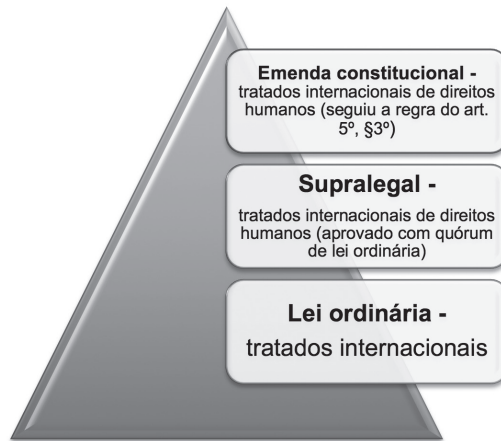 Emenda constitucional -
tratados internacionais de direitos
humanos (seguiu a regra do art.
5º, §3º)
Supralegal -
tratados internacionais de direitos
humanos (aprovado com quórum
de lei ordinária)
Lei ordinária -
tratados internacionais